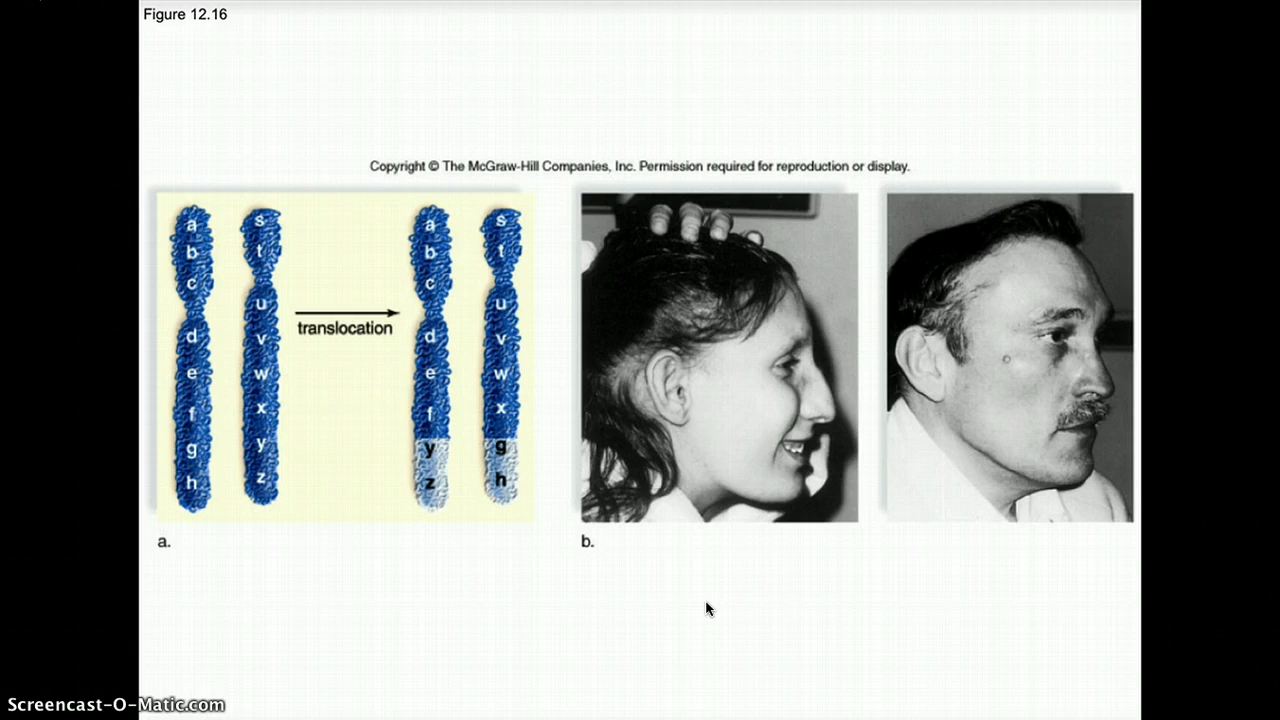 Figure 12.16
Copyright © The McGraw-Hill Companies, Inc. Permission required for reproduction or display.
a
b
c
d
e
f
g
h
s
t
u
v
w
x
y
z
translocation
a
b
c
d
e
f
y
z
s
t
u
v
w
x
g
h
a.
b.
Screencast-O-Matic.com